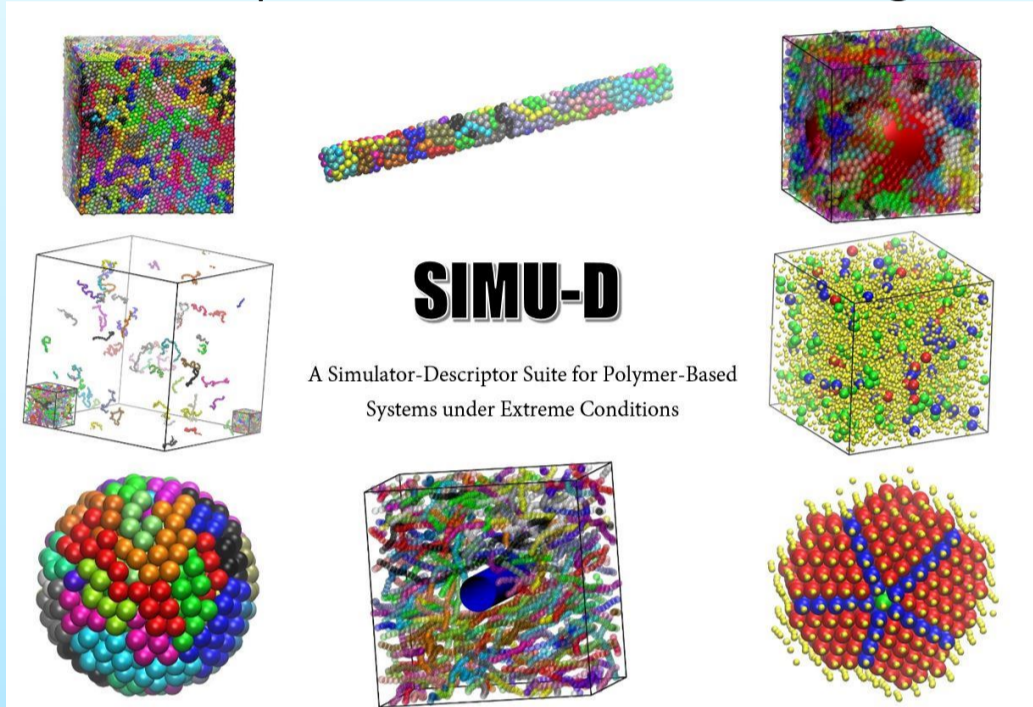 SIMU-D
A Simulator-Descriptor Suite for Polymer-Based
Systems under Extreme Conditions